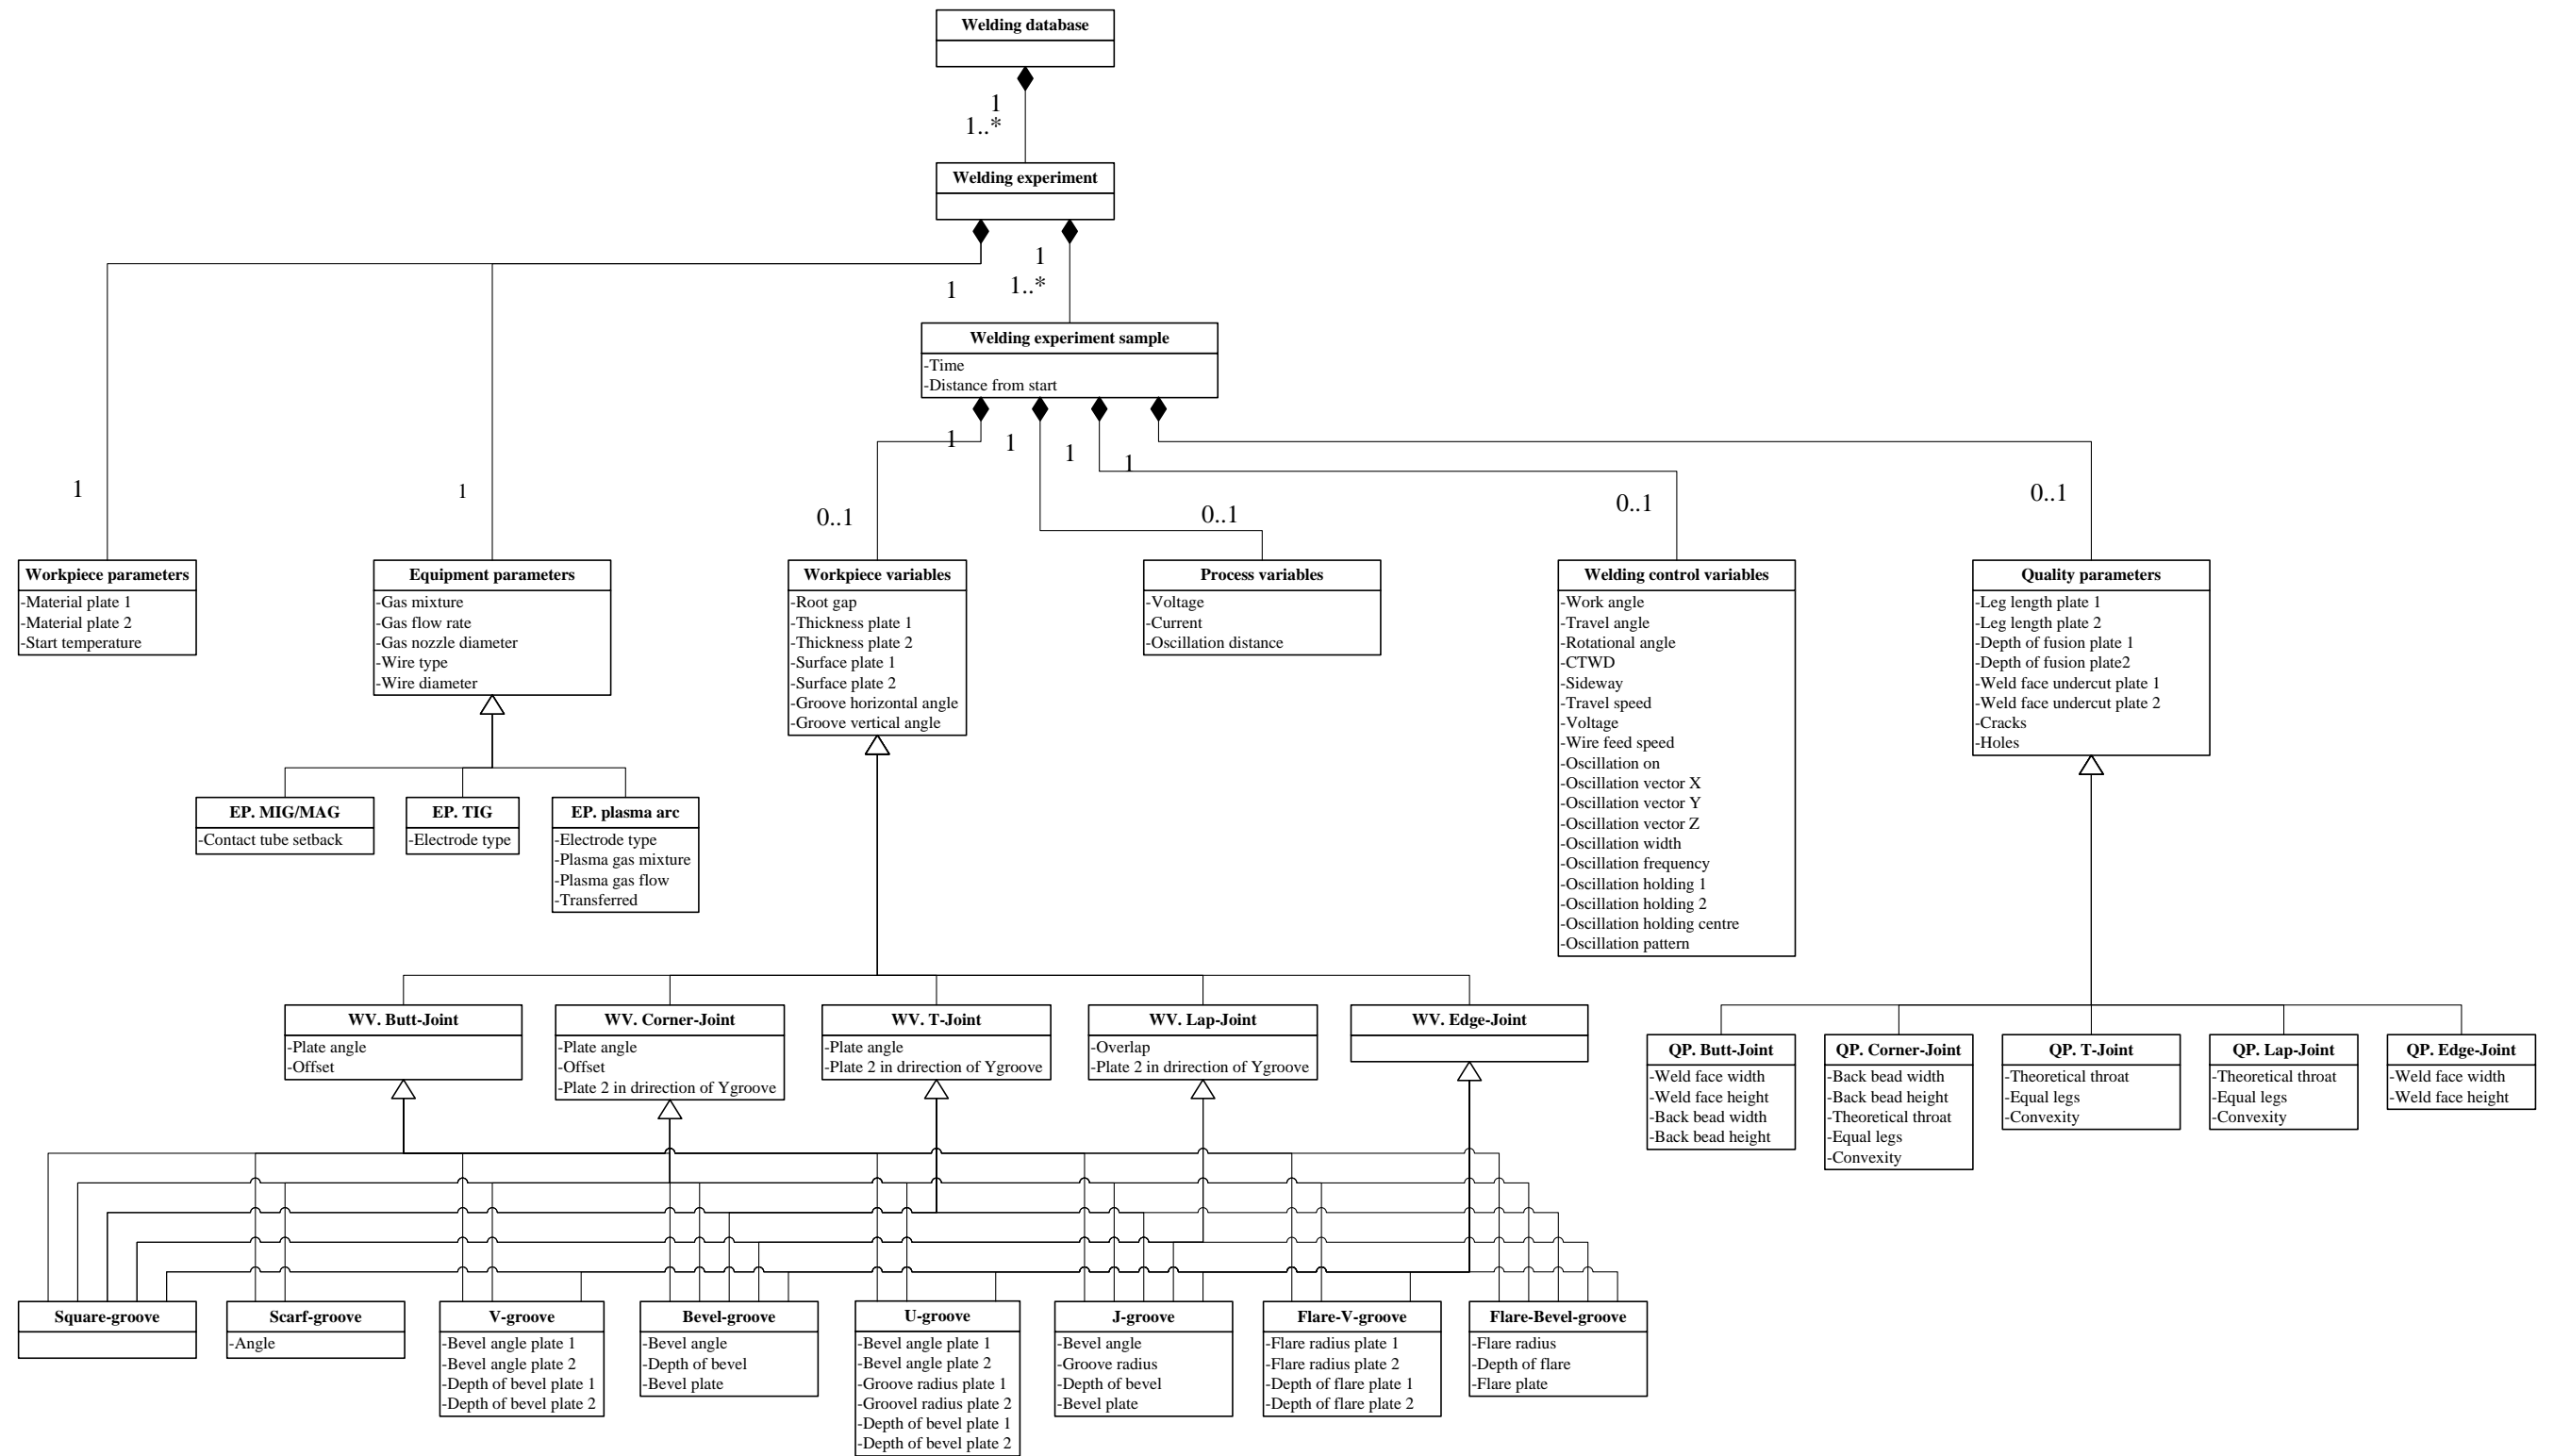 Welding database
1
1..*
Welding experiment
1
1
1..*
Welding experiment sample
-Time
-Distance from start
1
1
1
1
1
1
0..1
0..1
0..1
0..1
Workpiece parameters
-Material plate 1
-Material plate 2
-Start temperature
Equipment parameters
-Gas mixture
-Gas flow rate
-Gas nozzle diameter
-Wire type
-Wire diameter
Workpiece variables
-Root gap
-Thickness plate 1
-Thickness plate 2
-Surface plate 1
-Surface plate 2
-Groove horizontal angle
-Groove vertical angle
Process variables
-Voltage
-Current
-Oscillation distance
Welding control variables
-Work angle
-Travel angle
-Rotational angle
-CTWD
-Sideway
-Travel speed
-Voltage
-Wire feed speed
-Oscillation on
-Oscillation vector X
-Oscillation vector Y
-Oscillation vector Z
-Oscillation width
-Oscillation frequency
-Oscillation holding 1
-Oscillation holding 2
-Oscillation holding centre
-Oscillation pattern
Quality parameters
-Leg length plate 1
-Leg length plate 2
-Depth of fusion plate 1
-Depth of fusion plate2
-Weld face undercut plate 1
-Weld face undercut plate 2
-Cracks
-Holes
EP. MIG/MAG
-Contact tube setback
EP. TIG
-Electrode type
EP. plasma arc
-Electrode type
-Plasma gas mixture
-Plasma gas flow
-Transferred
WV. Butt-Joint
-Plate angle
-Offset
WV. Corner-Joint
-Plate angle
-Offset
-Plate 2 in drirection of Ygroove
WV. T-Joint
-Plate angle
-Plate 2 in drirection of Ygroove
WV. Lap-Joint
-Overlap
-Plate 2 in drirection of Ygroove
WV. Edge-Joint
QP. Butt-Joint
-Weld face width
-Weld face height
-Back bead width
-Back bead height
QP. Corner-Joint
-Back bead width
-Back bead height
-Theoretical throat
-Equal legs
-Convexity
QP. T-Joint
-Theoretical throat
-Equal legs
-Convexity
QP. Lap-Joint
-Theoretical throat
-Equal legs
-Convexity
QP. Edge-Joint
-Weld face width
-Weld face height
Square-groove
Scarf-groove
-Angle
V-groove
-Bevel angle plate 1
-Bevel angle plate 2
-Depth of bevel plate 1
-Depth of bevel plate 2
Bevel-groove
-Bevel angle
-Depth of bevel
-Bevel plate
U-groove
-Bevel angle plate 1
-Bevel angle plate 2
-Groove radius plate 1
-Groovel radius plate 2
-Depth of bevel plate 1
-Depth of bevel plate 2
J-groove
-Bevel angle
-Groove radius
-Depth of bevel
-Bevel plate
Flare-V-groove
-Flare radius plate 1
-Flare radius plate 2
-Depth of flare plate 1
-Depth of flare plate 2
Flare-Bevel-groove
-Flare radius
-Depth of flare
-Flare plate